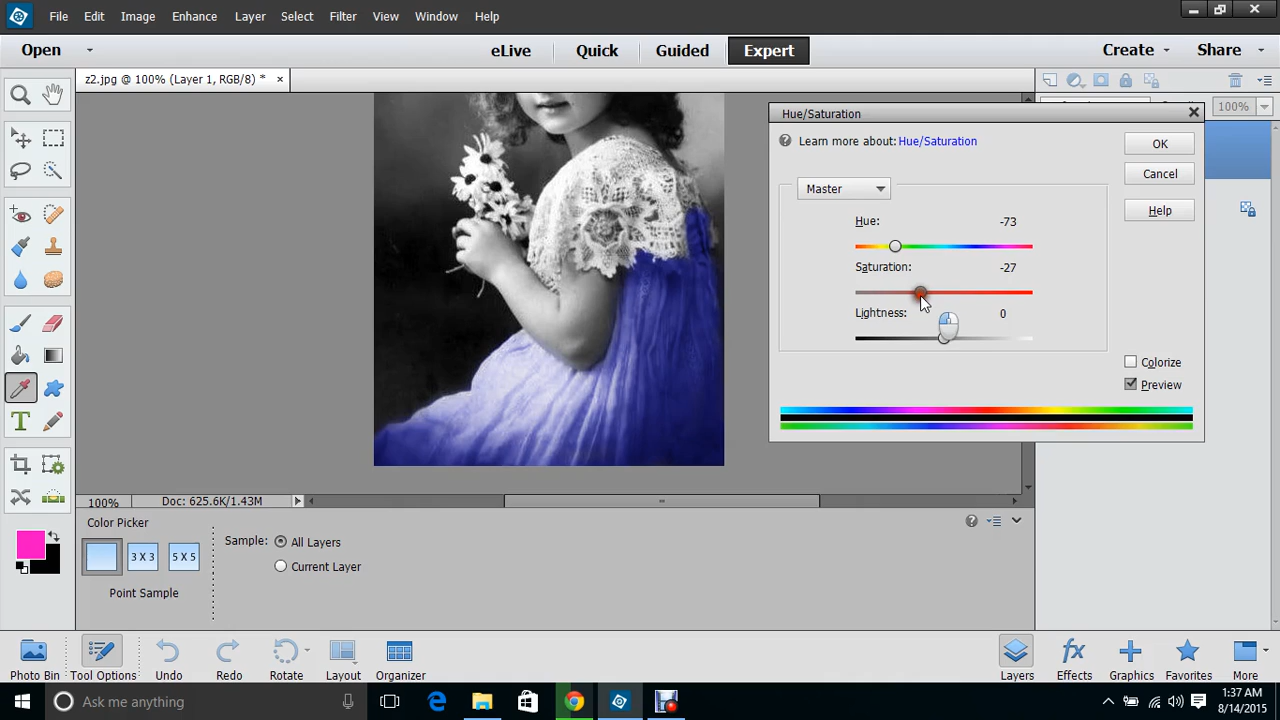 File Edit Image Enhance Layer Select Filter View Window Help
Open eLive Quick Guided Expert Create Share
z2.jpg @ 100% (Layer 1, RGB/8) * ×
100%
Hue/Saturation
Learn more about: Hue/Saturation
OK
Cancel
Help
Master
Hue: -73
Saturation: -27
Lightness: 0
Colorize
Preview
100% Doc: 625.6K/1.43M
Color Picker
Sample: All Layers
Current Layer
3 X 3 5 X 5
Point Sample
Photo Bin Tool Options Undo Redo Rotate Layout Organizer Layers Effects Graphics Favorites More
Ask me anything
1:37 AM
8/14/2015